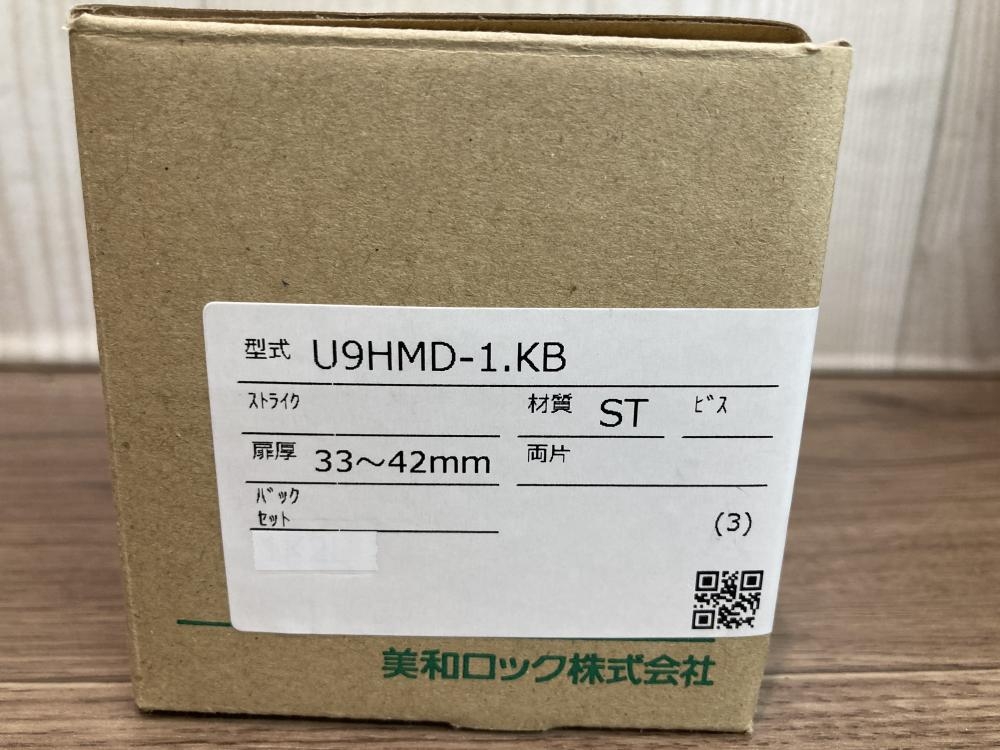 型式 U9HMD-1.KB
ｽﾄﾗｲｸ 材質 ST ﾋﾞｽ
扉厚 33～42mm 両片
ﾊﾞｯｸ
ｾｯﾄ
(3)
美和ロック株式会社